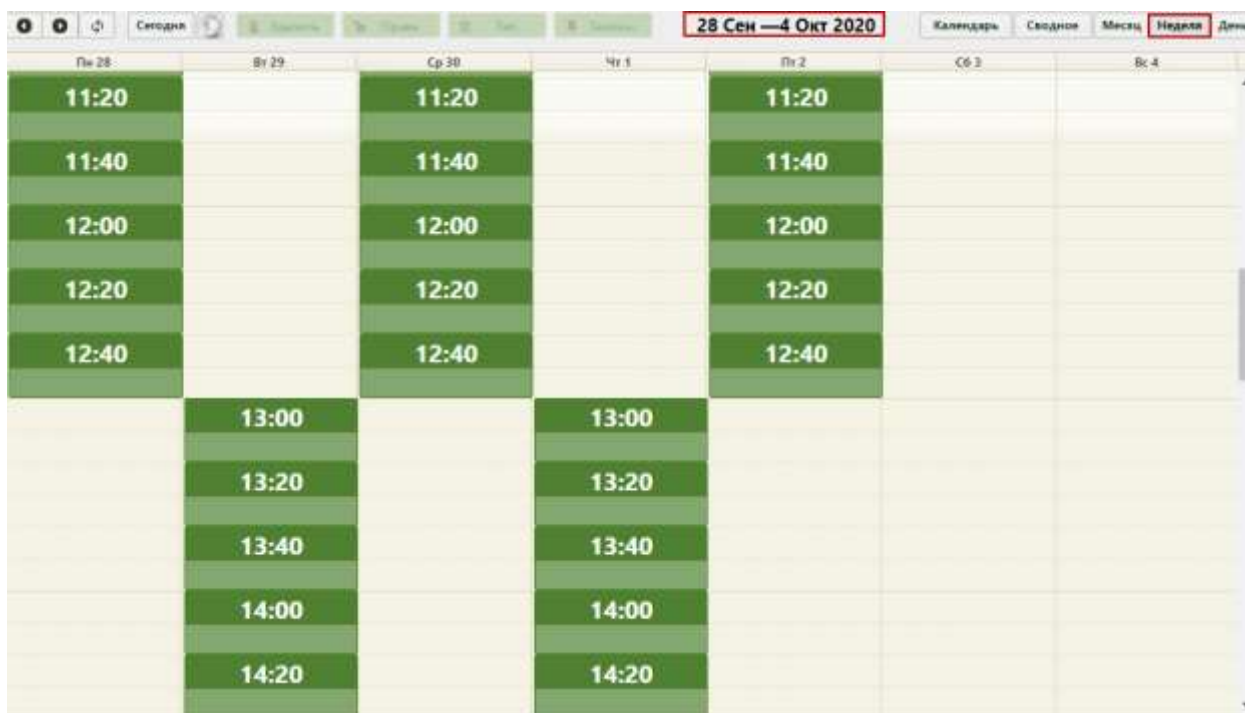 Сегодня 28 Сен —4 Окт 2020 Календарь Сводное Месяц Неделя День
Пн 28 Вт 29 Ср 30 Чт 1 Пт 2 Сб 3 Вс 4
11:20 11:20 11:20
11:40 11:40 11:40
12:00 12:00 12:00
12:20 12:20 12:20
12:40 12:40 12:40
13:00 13:00
13:20 13:20
13:40 13:40
14:00 14:00
14:20 14:20